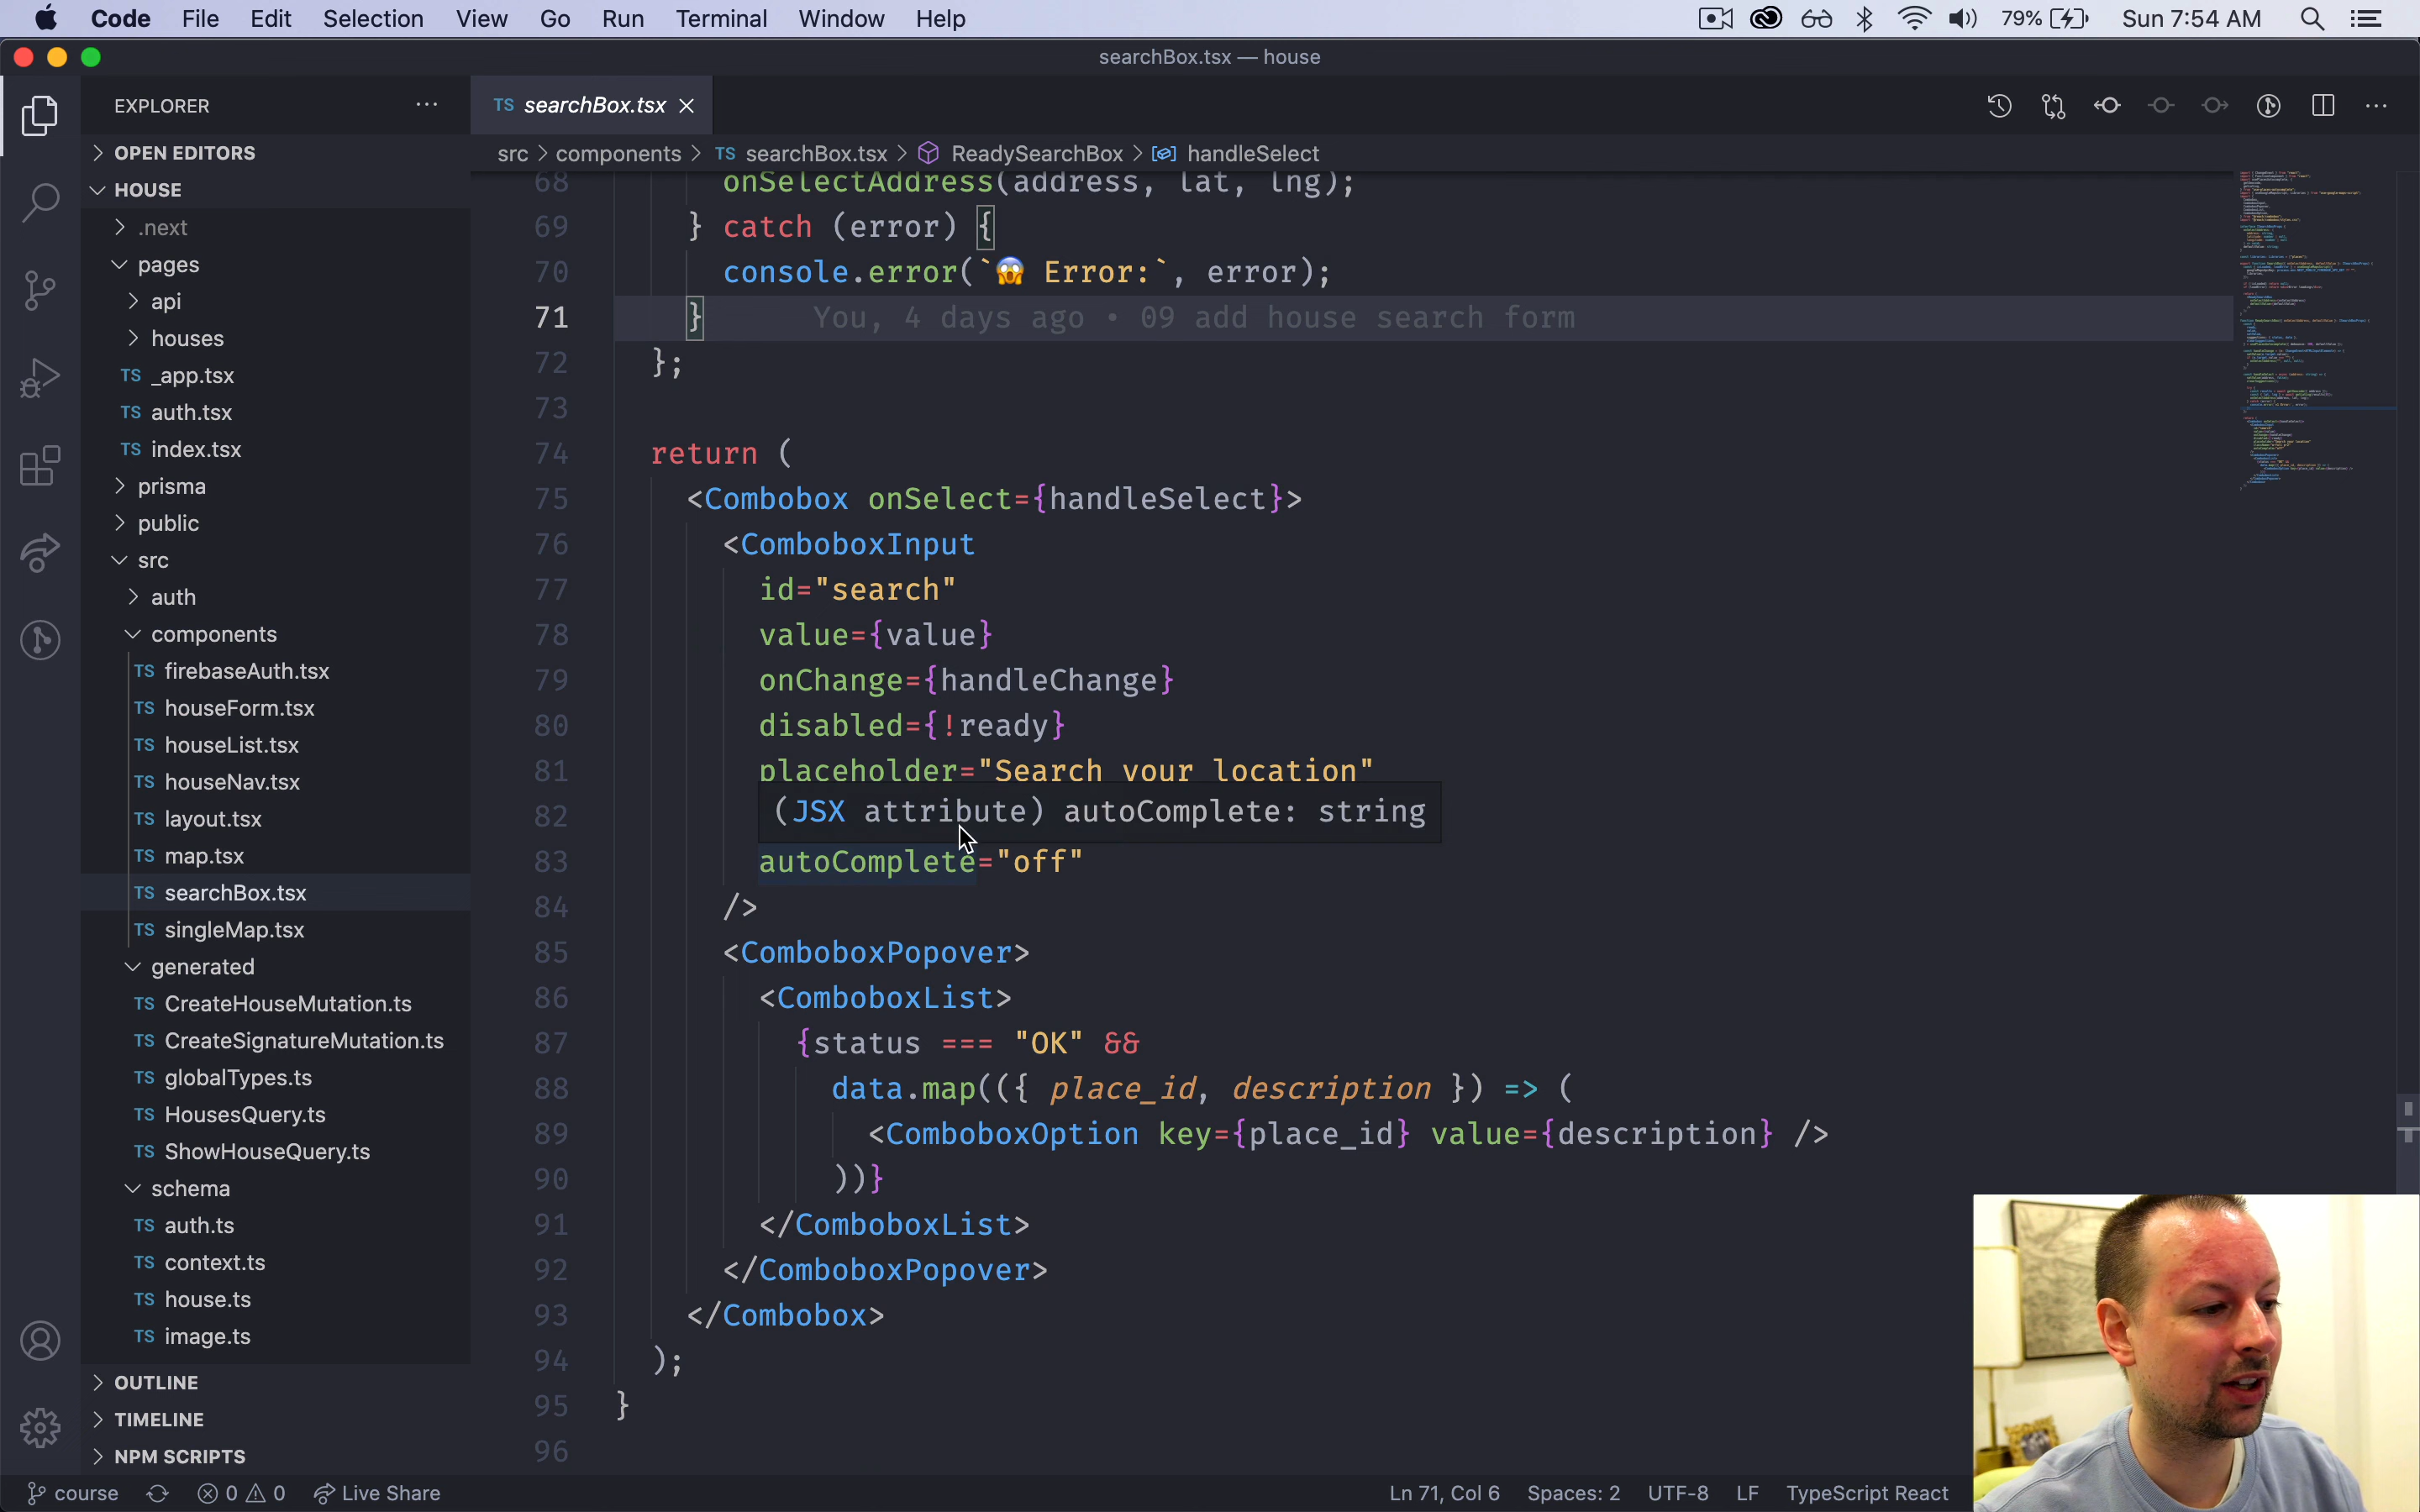 Code File Edit Selection View Go Run Terminal Window Help 79% Sun 7:54 AM
searchBox.tsx — house
EXPLORER
TS searchBox.tsx
OPEN EDITORS
src > components > TS searchBox.tsx > ReadySearchBox > handleSelect
HOUSE
.next
pages
api
houses
TS _app.tsx
TS auth.tsx
TS index.tsx
prisma
public
src
auth
components
TS firebaseAuth.tsx
TS houseForm.tsx
TS houseList.tsx
TS houseNav.tsx
TS layout.tsx
TS map.tsx
TS searchBox.tsx
TS singleMap.tsx
generated
TS CreateHouseMutation.ts
TS CreateSignatureMutation.ts
TS globalTypes.ts
TS HousesQuery.ts
TS ShowHouseQuery.ts
schema
TS auth.ts
TS context.ts
TS house.ts
TS image.ts
OUTLINE
TIMELINE
NPM SCRIPTS
68 onSelectAddress(address, lat, lng);
69 } catch (error) {
70 console.error(`😱 Error:`, error);
71 } You, 4 days ago • 09 add house search form
72 };
73
74 return (
75 <Combobox onSelect={handleSelect}>
76 <ComboboxInput
77 id="search"
78 value={value}
79 onChange={handleChange}
80 disabled={!ready}
81 placeholder="Search your location"
82 (JSX attribute) autoComplete: string
83 autoComplete="off"
84 />
85 <ComboboxPopover>
86 <ComboboxList>
87 {status === "OK" &&
88 data.map(({ place_id, description }) => (
89 <ComboboxOption key={place_id} value={description} />
90 ))}
91 </ComboboxList>
92 </ComboboxPopover>
93 </Combobox>
94 );
95 }
96
course 0 0 Live Share Ln 71, Col 6 Spaces: 2 UTF-8 LF TypeScript React